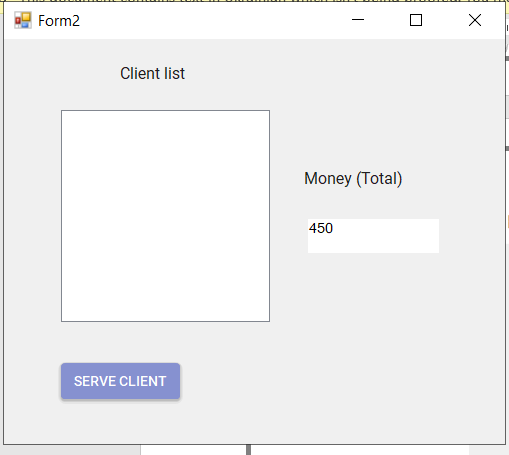 Form2
Client list
Money (Total)
450
SERVE CLIENT